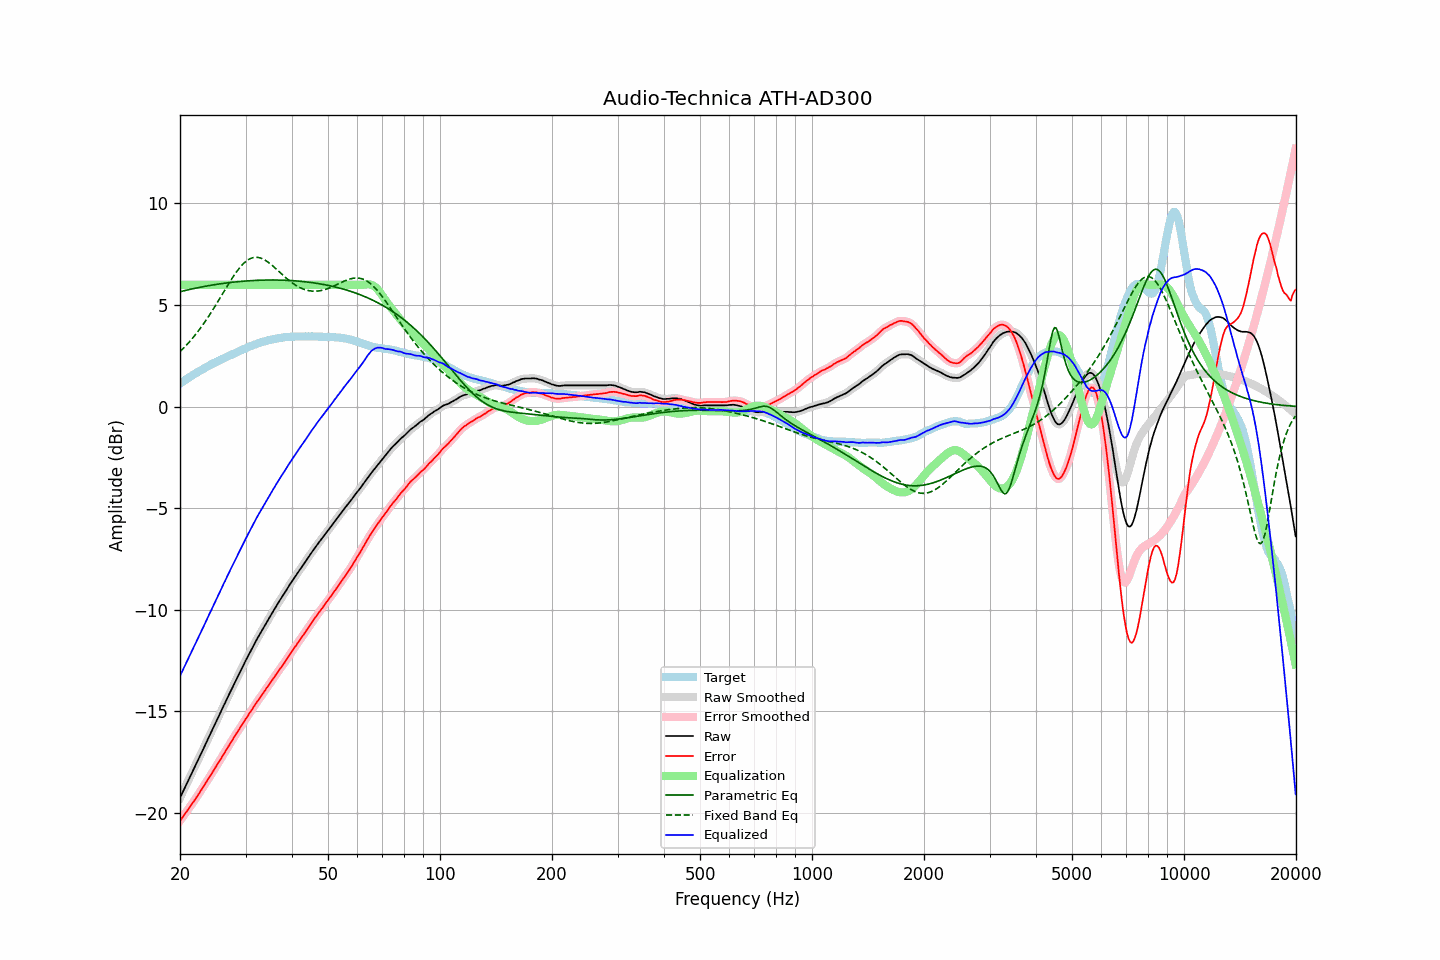 Audio-Technica ATH-AD300
Amplitude (dBr)
10
5
0
−5
−10
−15
−20
Target
Raw Smoothed
Error Smoothed
Raw
Error
Equalization
Parametric Eq
Fixed Band Eq
Equalized
20
50
100
200
500
1000
2000
5000
10000
20000
Frequency (Hz)